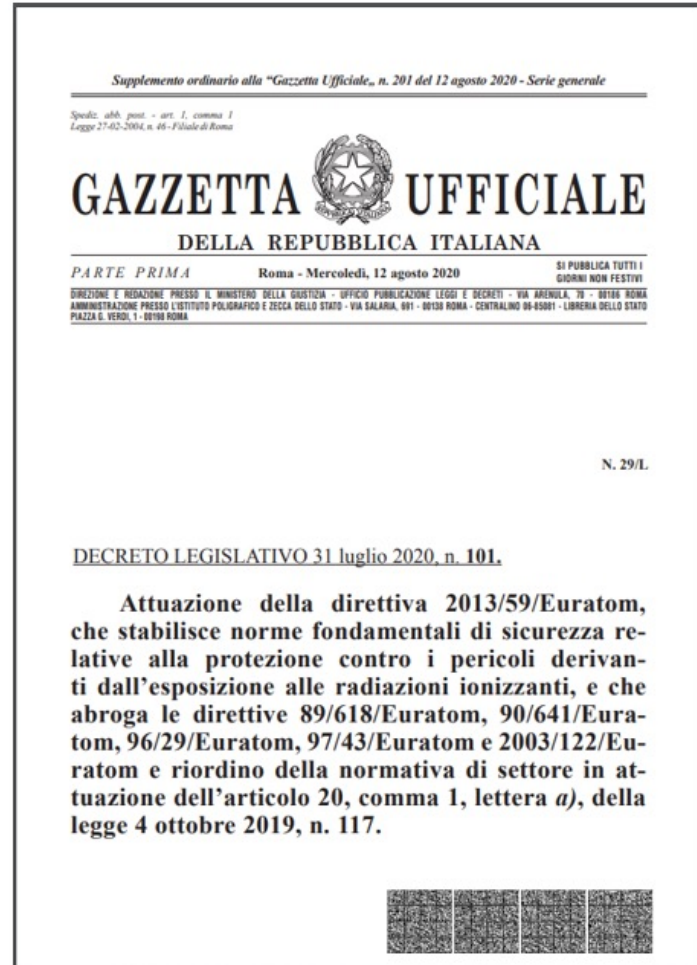 Supplemento ordinario alla "Gazzetta Ufficiale„ n. 201 del 12 agosto 2020 - Serie generale
Spediz. abb. post. - art. 1, comma 1
Legge 27-02-2004, n. 46 - Filiale di Roma
GAZZETTA UFFICIALE
DELLA REPUBBLICA ITALIANA
PARTE PRIMA
Roma - Mercoledì, 12 agosto 2020
SI PUBBLICA TUTTI I
GIORNI NON FESTIVI
DIREZIONE E REDAZIONE PRESSO IL MINISTERO DELLA GIUSTIZIA - UFFICIO PUBBLICAZIONE LEGGI E DECRETI - VIA ARENULA, 70 - 00186 ROMA
AMMINISTRAZIONE PRESSO L'ISTITUTO POLIGRAFICO E ZECCA DELLO STATO - VIA SALARIA, 691 - 00138 ROMA - CENTRALINO 06-85081 - LIBRERIA DELLO STATO
PIAZZA G. VERDI, 1 - 00198 ROMA
N. 29/L
DECRETO LEGISLATIVO 31 luglio 2020, n. 101.
Attuazione della direttiva 2013/59/Euratom,
che stabilisce norme fondamentali di sicurezza re-
lative alla protezione contro i pericoli derivan-
ti dall'esposizione alle radiazioni ionizzanti, e che
abroga le direttive 89/618/Euratom, 90/641/Eura-
tom, 96/29/Euratom, 97/43/Euratom e 2003/122/Eu-
ratom e riordino della normativa di settore in at-
tuazione dell'articolo 20, comma 1, lettera a), della
legge 4 ottobre 2019, n. 117.